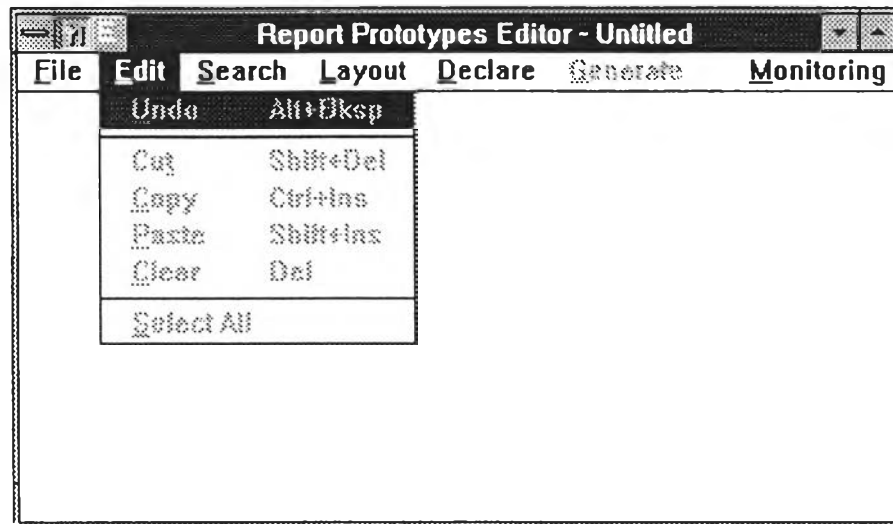 Report Prototypes Editor - Untitled
File Edit Search Layout Declare Generate Monitoring
Undo Alt+Bksp
Cut Shift+Del
Copy Ctrl+Ins
Paste Shift+Ins
Clear Del
Select All